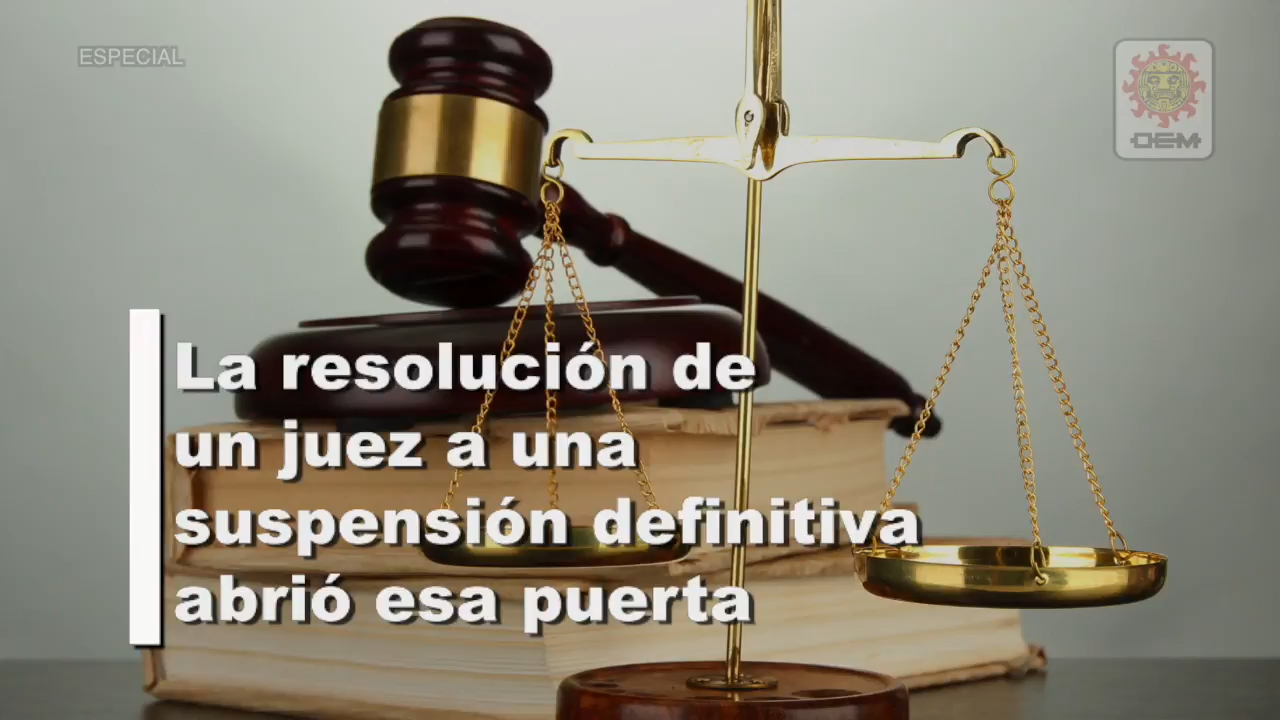 ESPECIAL
OEM
La resolución de
un juez a una
suspensión definitiva
abrió esa puerta